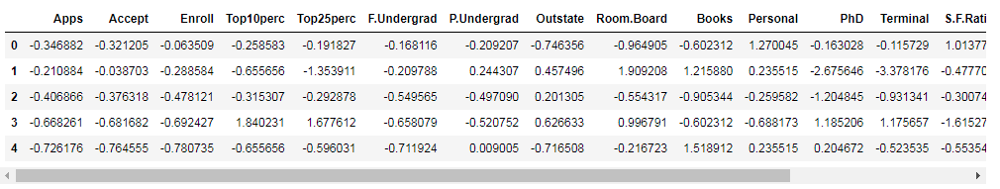 Apps Accept Enroll Top10perc Top25perc F.Undergrad P.Undergrad Outstate Room.Board Books Personal PhD Terminal S.F.Rati
0 -0.346882 -0.321205 -0.063509 -0.258583 -0.191827 -0.168116 -0.209207 -0.746356 -0.964905 -0.602312 1.270045 -0.163028 -0.115729 1.01377
1 -0.210884 -0.038703 -0.288584 -0.655656 -1.353911 -0.209788 0.244307 0.457496 1.909208 1.215880 0.235515 -2.675646 -3.378176 -0.47770
2 -0.406866 -0.376318 -0.478121 -0.315307 -0.292878 -0.549565 -0.497090 0.201305 -0.554317 -0.905344 -0.259582 -1.204845 -0.931341 -0.30074
3 -0.668261 -0.681682 -0.692427 1.840231 1.677612 -0.658079 -0.520752 0.626633 0.996791 -0.602312 -0.688173 1.185206 1.175657 -1.61527
4 -0.726176 -0.764555 -0.780735 -0.655656 -0.596031 -0.711924 0.009005 -0.716508 -0.216723 1.518912 0.235515 0.204672 -0.523535 -0.55354